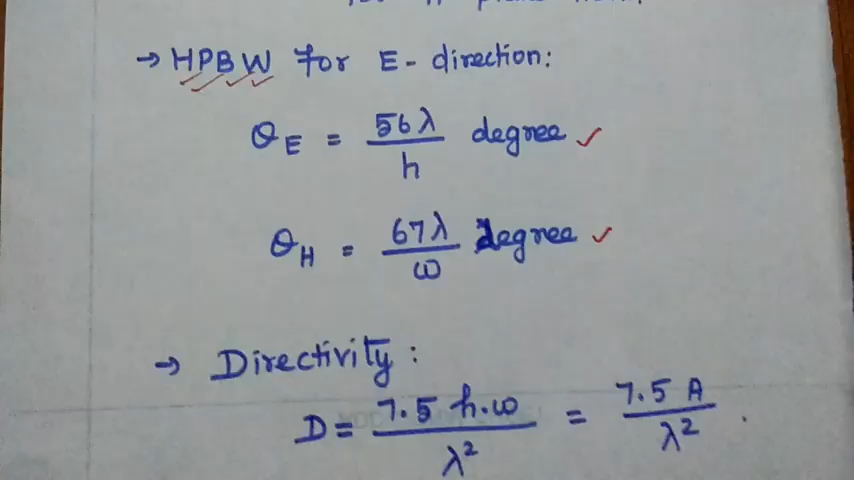 → HPBW for E- direction:
θE = 56λ/h degree ✓
θH = 67λ/ω degree ✓
→ Directivity:
D = 7.5 h.ω/λ² = 7.5 A/λ².